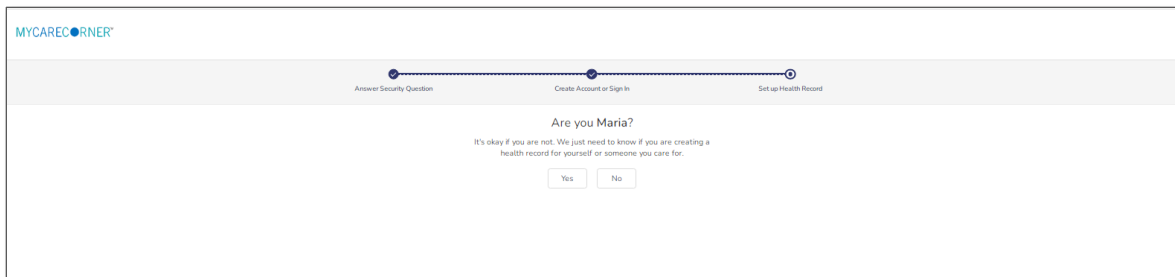 MYCARECORNER™
Answer Security Question
Create Account or Sign In
Set up Health Record
Are you Maria?
It's okay if you are not. We just need to know if you are creating a
health record for yourself or someone you care for.
Yes
No